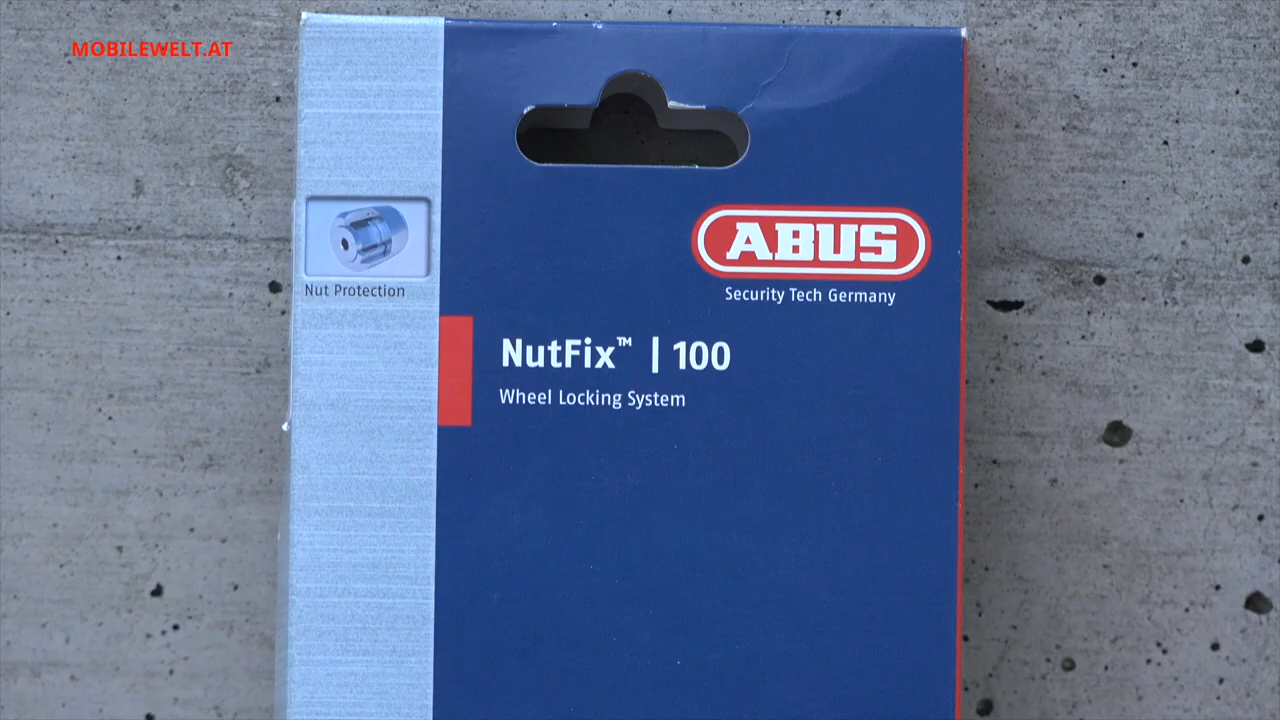 MOBILEWELT.AT
ABUS
Security Tech Germany
Nut Protection
NutFix™ | 100
Wheel Locking System